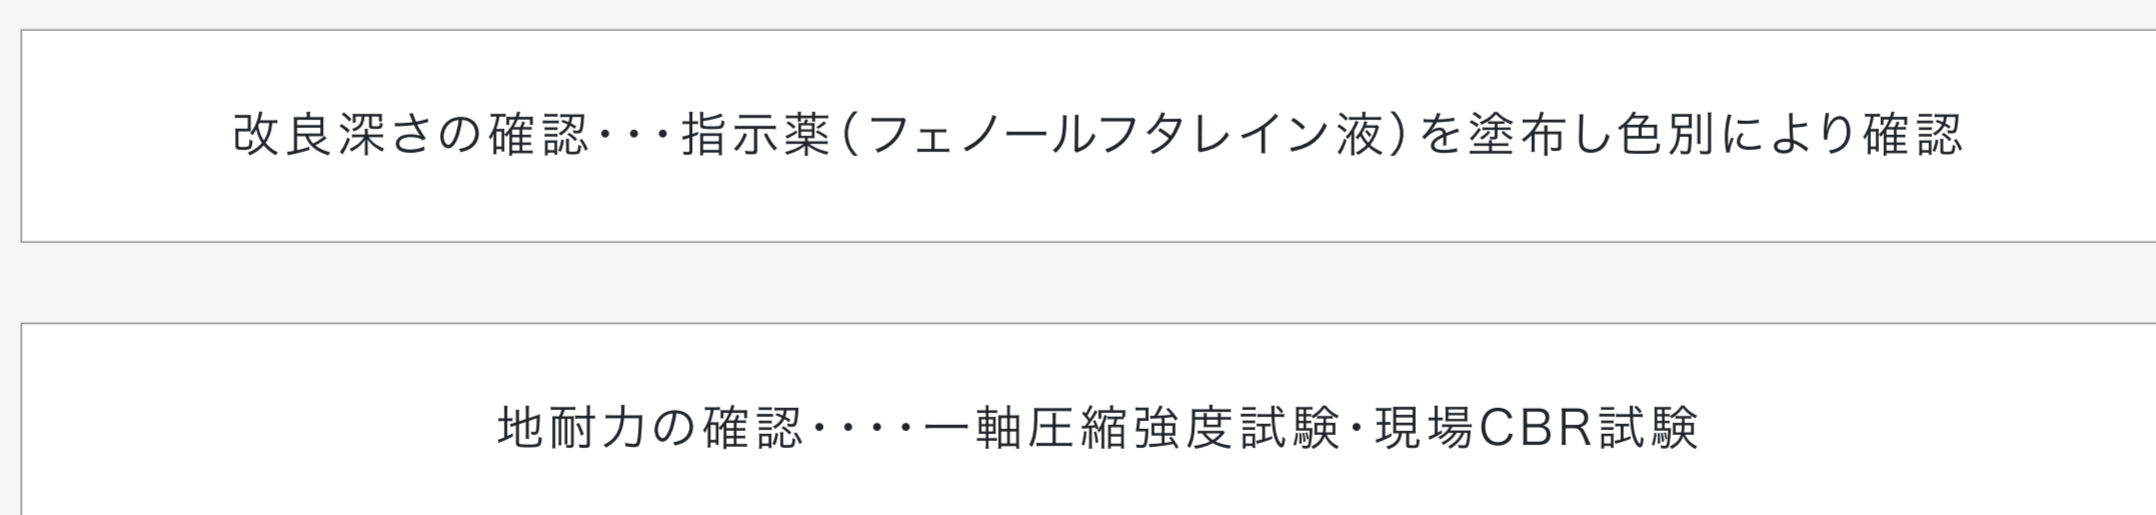 改良深さの確認･･･指示薬（フェノールフタレイン液）を塗布し色別により確認
地耐力の確認････一軸圧縮強度試験･現場CBR試験